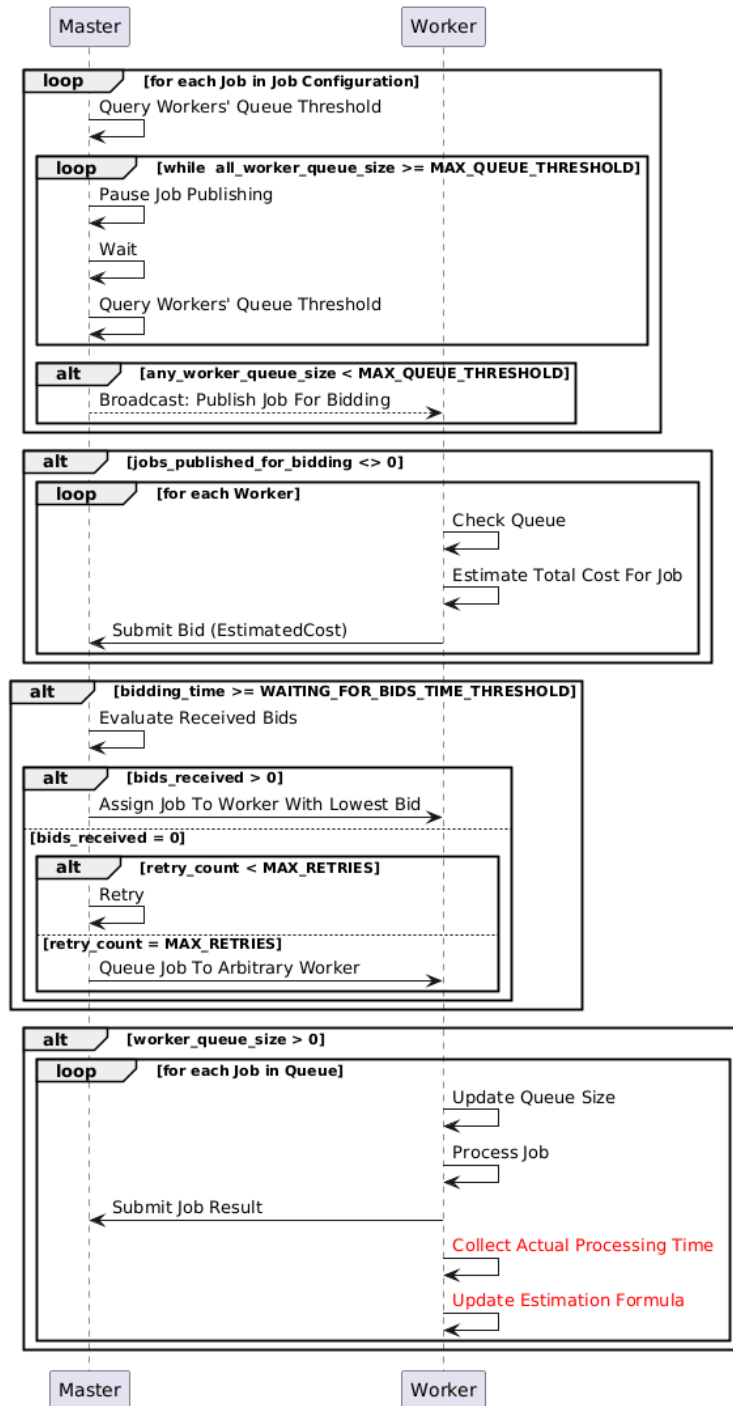 Master Worker
loop [for each Job in Job Configuration]
Query Workers' Queue Threshold
loop [while  all_worker_queue_size >= MAX_QUEUE_THRESHOLD]
Pause Job Publishing
Wait
Query Workers' Queue Threshold
alt [any_worker_queue_size < MAX_QUEUE_THRESHOLD]
Broadcast: Publish Job For Bidding
alt [jobs_published_for_bidding <> 0]
loop [for each Worker]
Check Queue
Estimate Total Cost For Job
Submit Bid (EstimatedCost)
alt [bidding_time >= WAITING_FOR_BIDS_TIME_THRESHOLD]
Evaluate Received Bids
alt [bids_received > 0]
Assign Job To Worker With Lowest Bid
[bids_received = 0]
alt [retry_count < MAX_RETRIES]
Retry
[retry_count = MAX_RETRIES]
Queue Job To Arbitrary Worker
alt [worker_queue_size > 0]
loop [for each Job in Queue]
Update Queue Size
Process Job
Submit Job Result
Collect Actual Processing Time
Update Estimation Formula
Master Worker